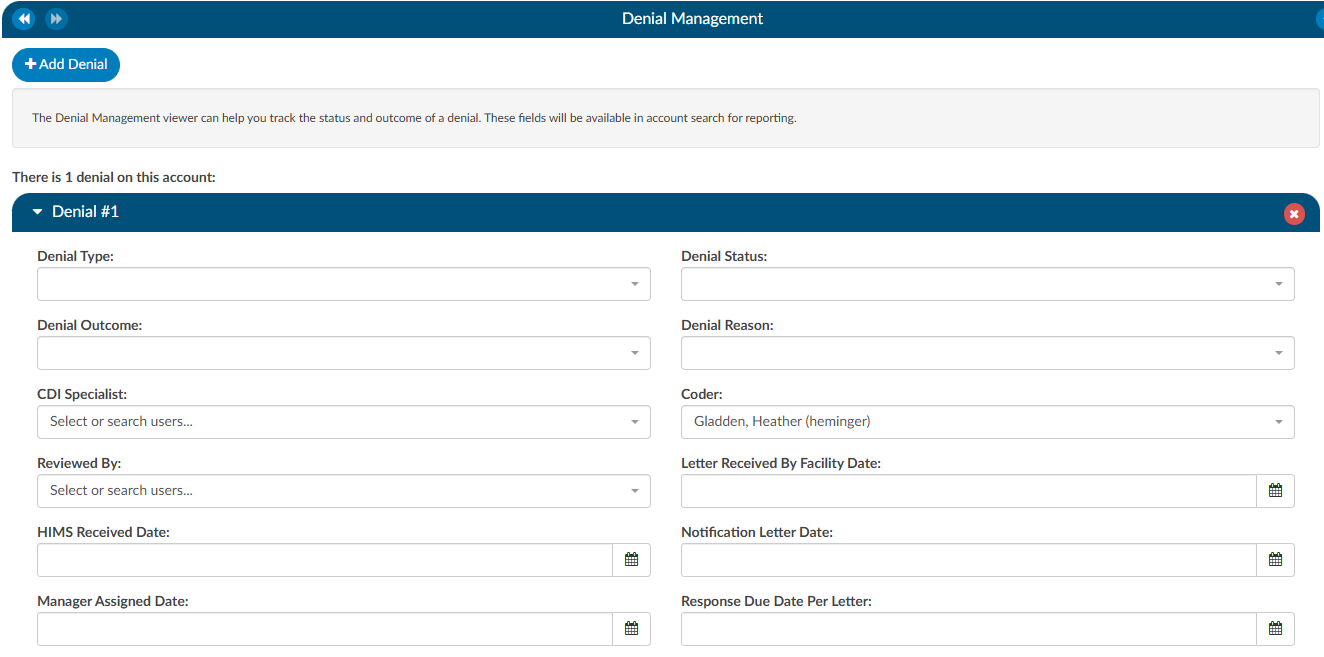 Denial Management
Add Denial
The Denial Management viewer can help you track the status and outcome of a denial. These fields will be available in account search for reporting.
There is 1 denial on this account:
Denial #1
Denial Type:
Denial Status:
Denial Outcome:
Denial Reason:
CDI Specialist:
Coder:
Select or search users...
Gladden, Heather (heminger)
Reviewed By:
Letter Received By Facility Date:
Select or search users...
HIMS Received Date:
Notification Letter Date:
Manager Assigned Date:
Response Due Date Per Letter: